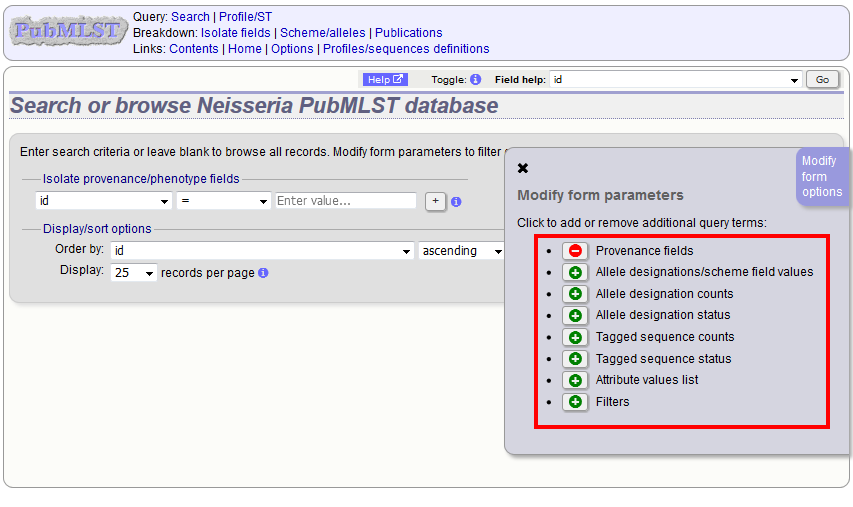 PubMLST
Query: Search | Profile/ST
Breakdown: Isolate fields | Scheme/alleles | Publications
Links: Contents | Home | Options | Profiles/sequences definitions
Help Toggle: Field help: id Go
Search or browse Neisseria PubMLST database
Enter search criteria or leave blank to browse all records. Modify form parameters to filter
Isolate provenance/phenotype fields
id = Enter value... +
Display/sort options
Order by: id ascending
Display: 25 records per page
Modify
form
options
Modify form parameters
Click to add or remove additional query terms:
Provenance fields
Allele designations/scheme field values
Allele designation counts
Allele designation status
Tagged sequence counts
Tagged sequence status
Attribute values list
Filters